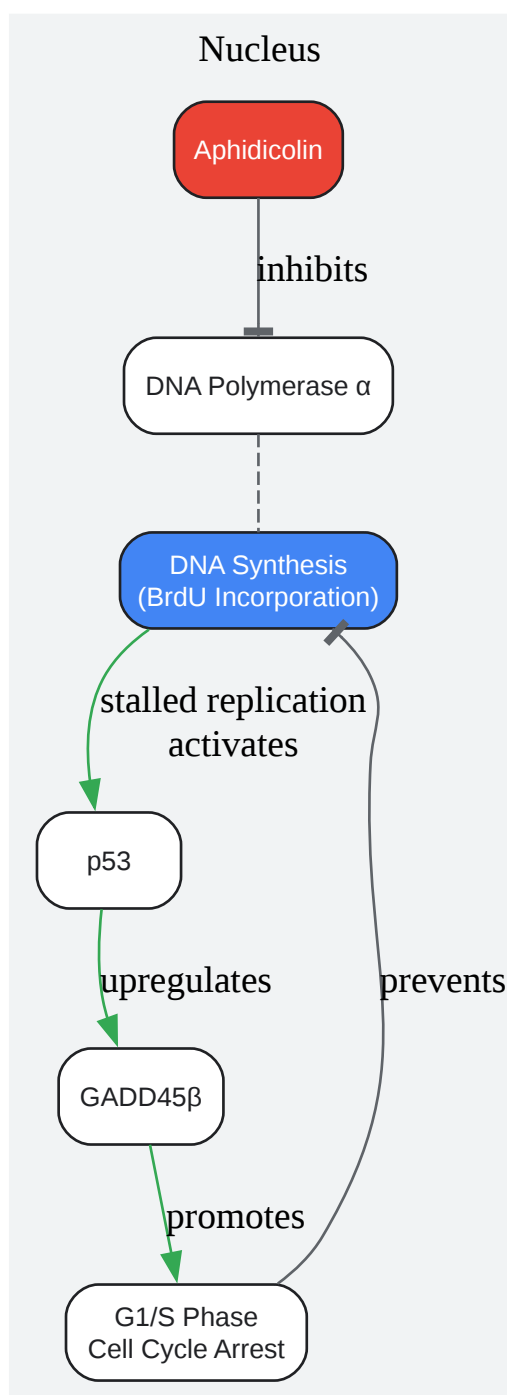 Nucleus
Aphidicolin
inhibits
DNA Polymerase α
DNA Synthesis
(BrdU Incorporation)
stalled replication
activates
p53
upregulates
prevents
GADD45β
promotes
G1/S Phase
Cell Cycle Arrest